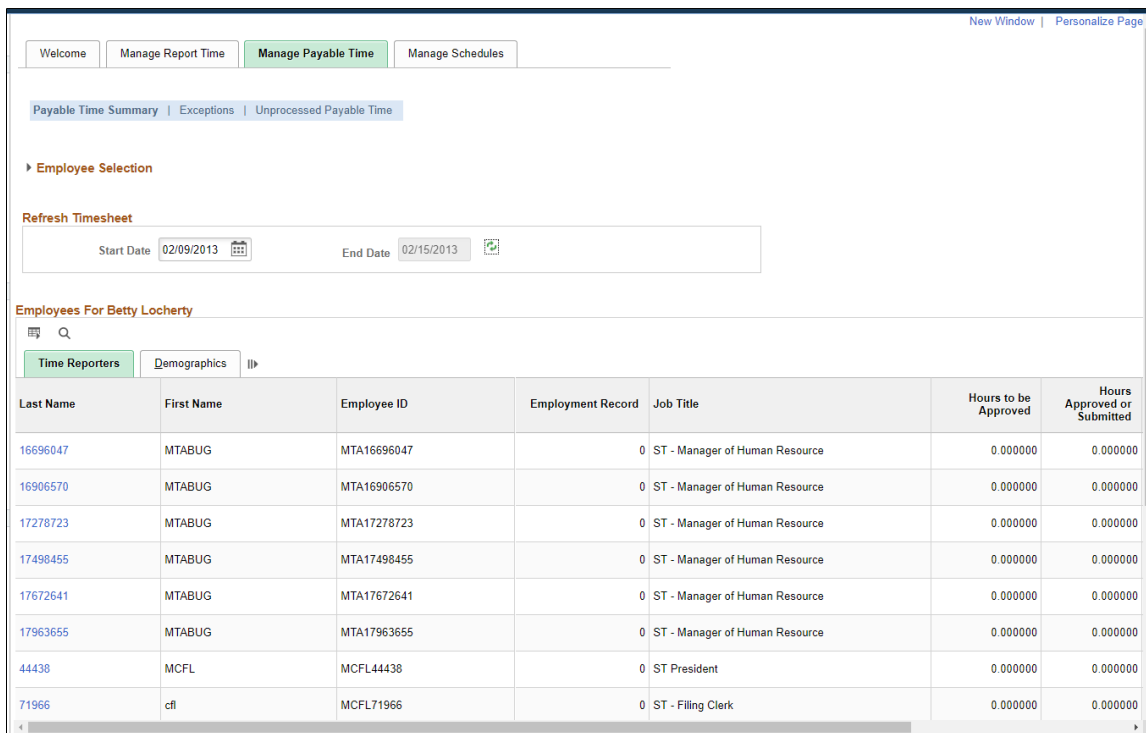 New Window | Personalize Page
Welcome Manage Report Time Manage Payable Time Manage Schedules
Payable Time Summary | Exceptions | Unprocessed Payable Time
Employee Selection
Refresh Timesheet
Start Date 02/09/2013 End Date 02/15/2013
Employees For Betty Locherty
Time Reporters Demographics
Last Name First Name Employee ID Employment Record Job Title Hours to be Approved Hours Approved or Submitted
16696047 MTABUG MTA16696047 0 ST - Manager of Human Resource 0.000000 0.000000
16906570 MTABUG MTA16906570 0 ST - Manager of Human Resource 0.000000 0.000000
17278723 MTABUG MTA17278723 0 ST - Manager of Human Resource 0.000000 0.000000
17498455 MTABUG MTA17498455 0 ST - Manager of Human Resource 0.000000 0.000000
17672641 MTABUG MTA17672641 0 ST - Manager of Human Resource 0.000000 0.000000
17963655 MTABUG MTA17963655 0 ST - Manager of Human Resource 0.000000 0.000000
44438 MCFL MCFL44438 0 ST President 0.000000 0.000000
71966 cfl MCFL71966 0 ST - Filing Clerk 0.000000 0.000000